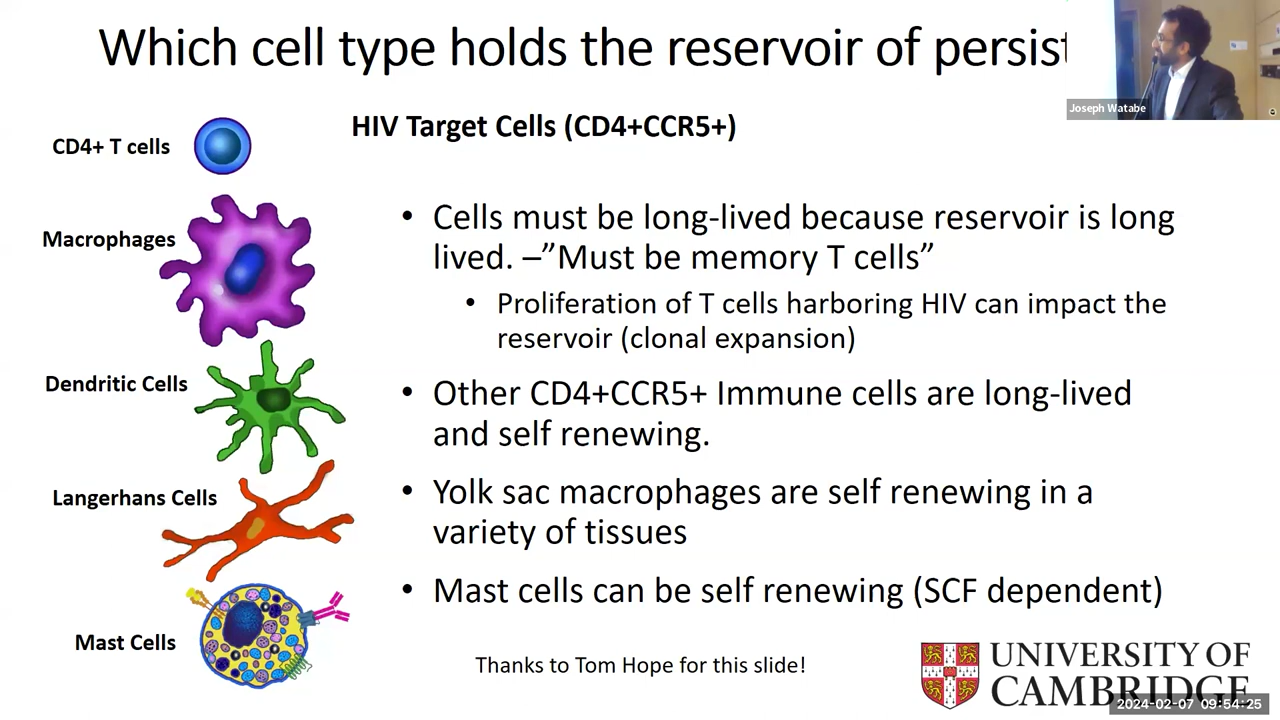 Which cell type holds the reservoir of persist
Joseph Watabe
HIV Target Cells (CD4+CCR5+)
CD4+ T cells
Macrophages
Dendritic Cells
Langerhans Cells
Mast Cells
• Cells must be long-lived because reservoir is long
lived. –”Must be memory T cells”
• Proliferation of T cells harboring HIV can impact the
reservoir (clonal expansion)
• Other CD4+CCR5+ Immune cells are long-lived
and self renewing.
• Yolk sac macrophages are self renewing in a
variety of tissues
• Mast cells can be self renewing (SCF dependent)
Thanks to Tom Hope for this slide!
UNIVERSITY OF
CAMBRIDGE
2024-02-07 09:54:25